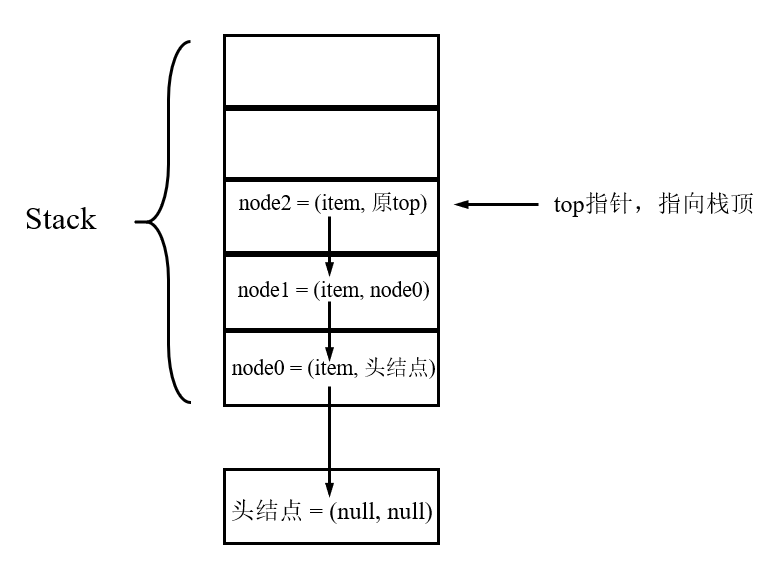 node2 = (item, 原top)
top指针，指向栈顶
Stack
node1 = (item, node0)
node0 = (item, 头结点)
头结点 = (null, null)